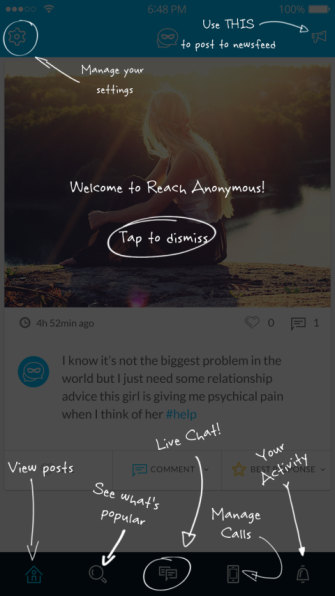 6:48 PM
100%
Use THIS
to post to newsfeed
Manage your
settings
Welcome to Reach Anonymous!
Tap to dismiss
4h 52min ago
0
1
I know it's not the biggest problem in the
world but I just need some relationship
advice this girl is giving me psychical pain
when I think of her #help
COMMENT
BEST RESPONSE
Live Chat!
Your
Activity
View posts
See what's
popular
Manage
Calls